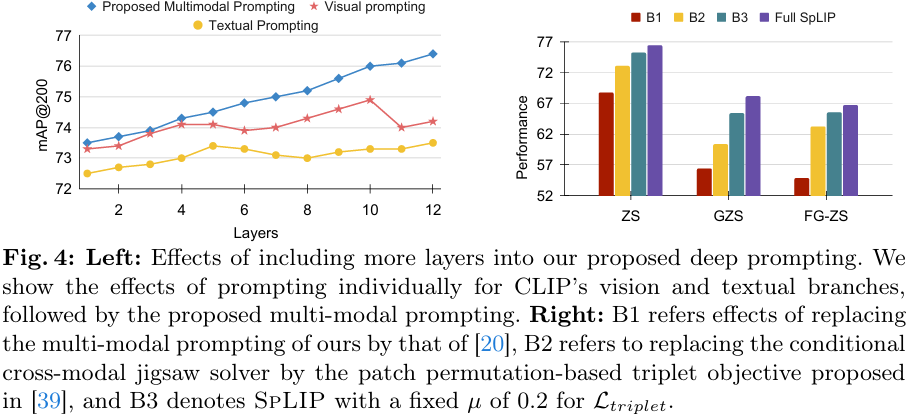 Proposed Multimodal Prompting Visual prompting
Textual Prompting
77
76
75
74
73
72
mAP@200
2 4 6 8 10 12
Layers
B1 B2 B3 Full SpLIP
77
72
67
62
57
52
Performance
ZS GZS FG-ZS
Fig. 4: Left: Effects of including more layers into our proposed deep prompting. We
show the effects of prompting individually for CLIP's vision and textual branches,
followed by the proposed multi-modal prompting. Right: B1 refers effects of replacing
the multi-modal prompting of ours by that of [20], B2 refers to replacing the conditional
cross-modal jigsaw solver by the patch permutation-based triplet objective proposed
in [39], and B3 denotes SpLIP with a fixed μ of 0.2 for 𝓛triplet.